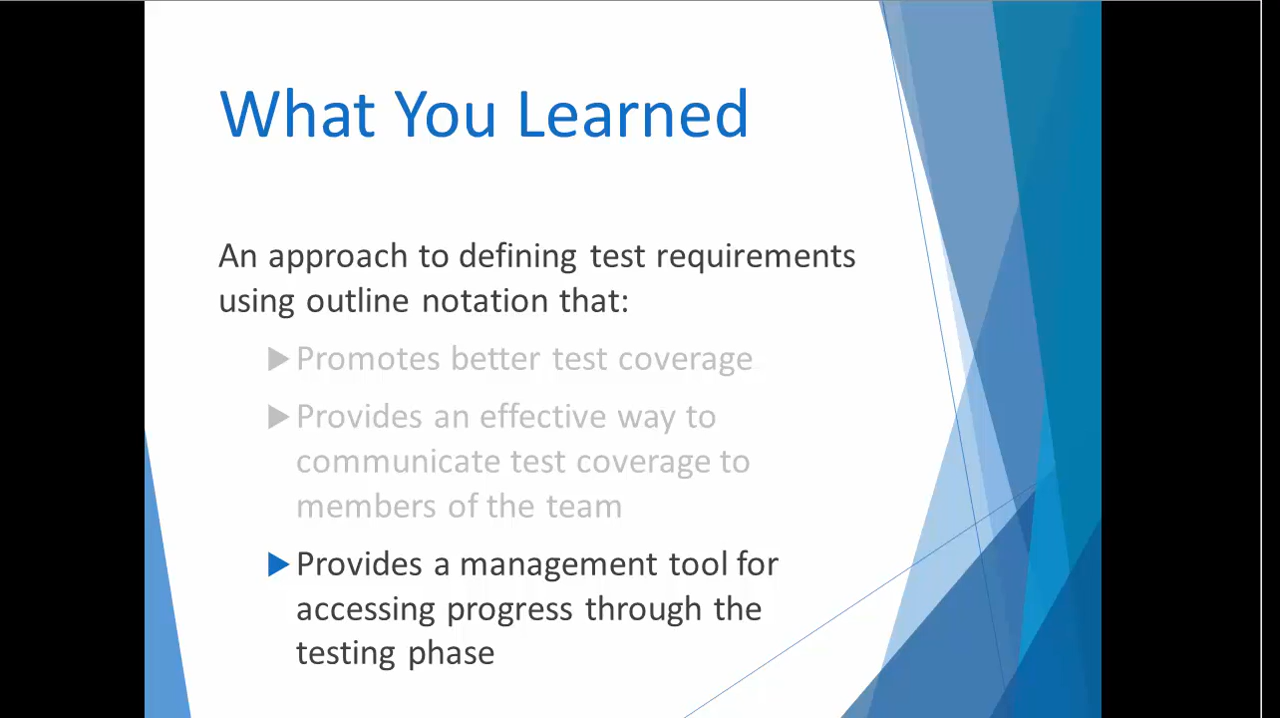 What You Learned
An approach to defining test requirements
using outline notation that:
Promotes better test coverage
Provides an effective way to
communicate test coverage to
members of the team
Provides a management tool for
accessing progress through the
testing phase